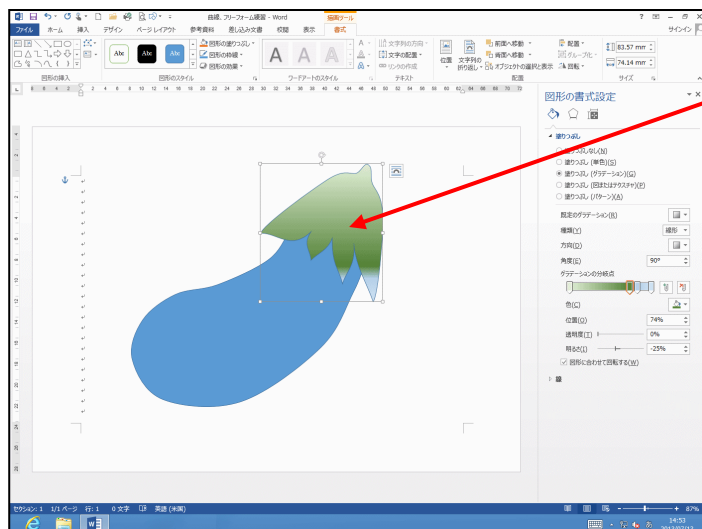 曲線、フリーフォーム練習 - Word
描画ツール
ファイル ホーム 挿入 デザイン ページ レイアウト 参考資料 差し込み文書 校閲 表示 書式
サインイン
Abc Abc Abc
図形の塗りつぶし
図形の枠線
図形の効果
A A A
文字列の方向
文字の配置
リンクの作成
位置 文字列の折り返し
前面へ移動
背面へ移動
オブジェクトの選択と表示
配置
グループ化
回転
83.57 mm
74.14 mm
図形の挿入 図形のスタイル ワードアートのスタイル テキスト 配置 サイズ
図形の書式設定
塗りつぶし
塗りつぶしなし(N)
塗りつぶし (単色)(S)
塗りつぶし (グラデーション)(G)
塗りつぶし (図またはテクスチャ)(P)
塗りつぶし (パターン)(A)
既定のグラデーション(R)
種類(Y) 線形
方向(D)
角度(E) 90°
グラデーションの分岐点
色(C)
位置(O) 74%
透明度(T) 0%
明るさ(I) -25%
図形に合わせて回転する(W)
線
セクション: 1 1/1 ページ 行: 1 0 文字 英語 (米国) 87%
14:53